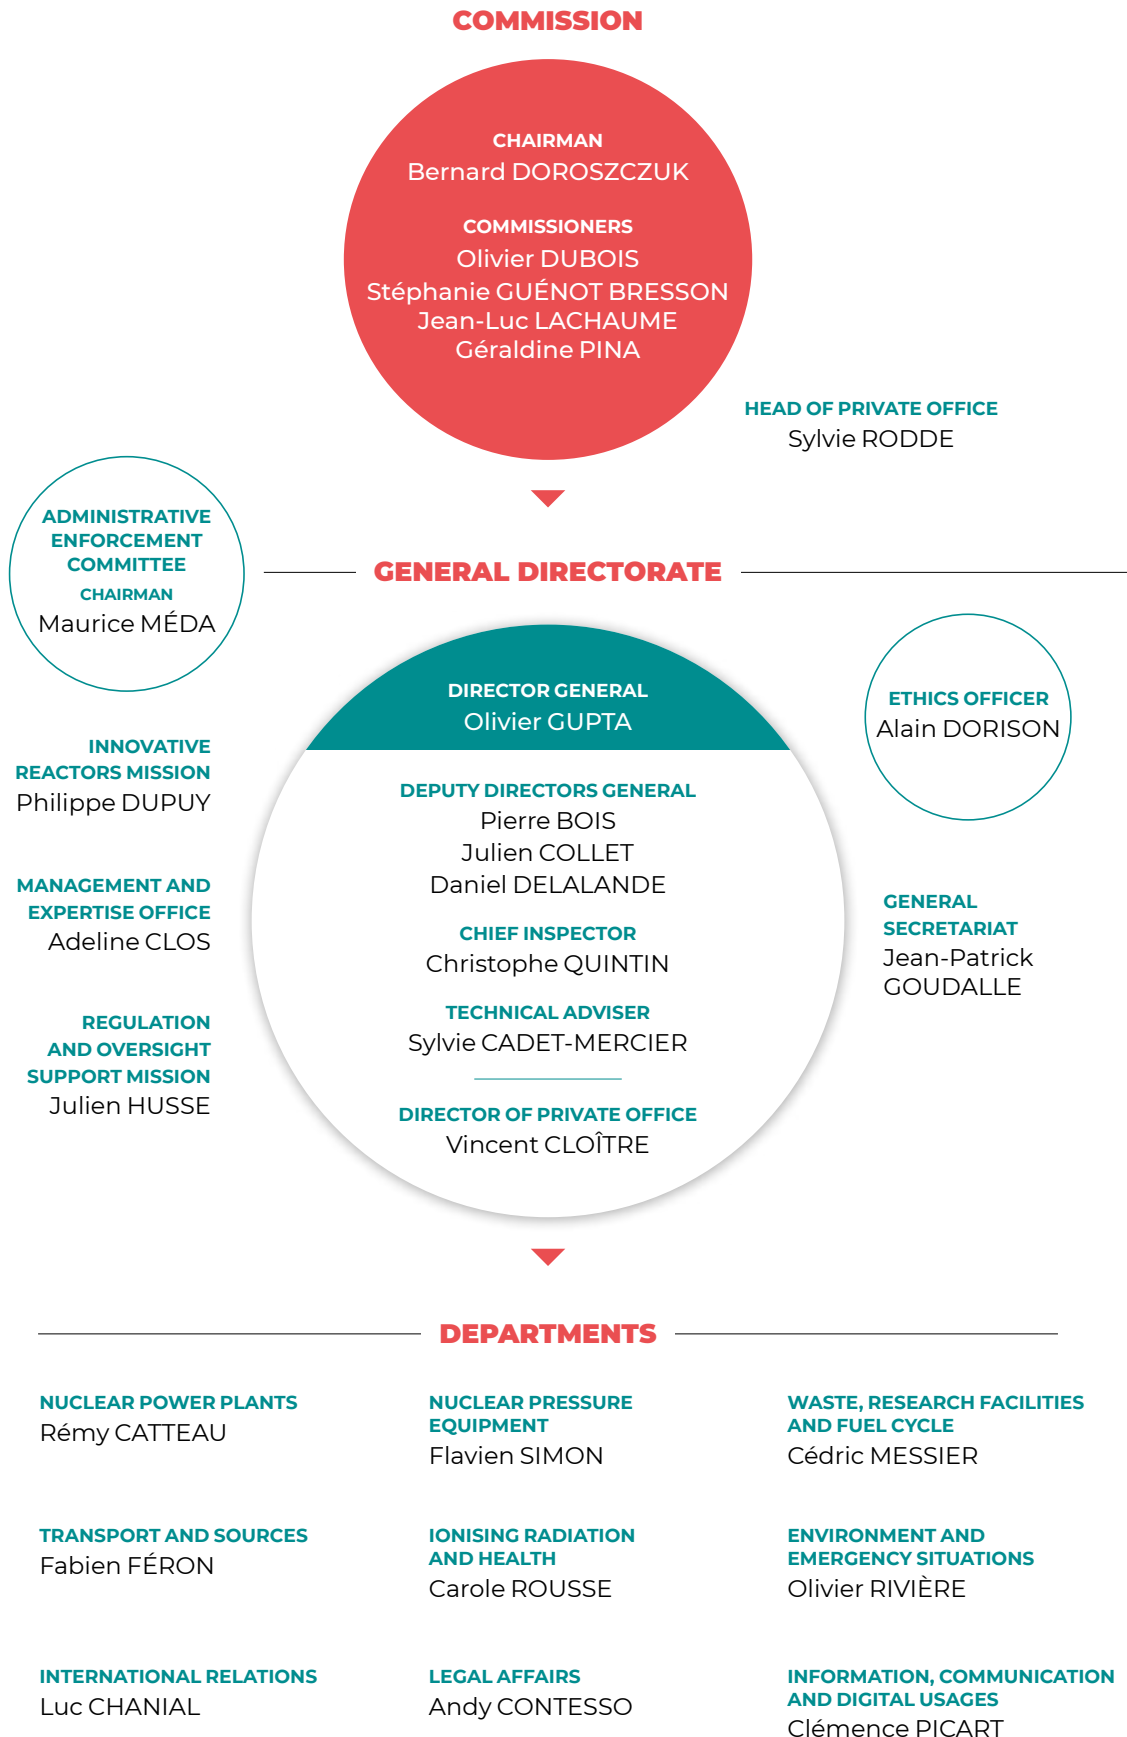 COMMISSION
CHAIRMAN
Bernard DOROSZCZUK
COMMISSIONERS
Olivier DUBOIS
Stéphanie GUÉNOT BRESSON
Jean-Luc LACHAUME
Géraldine PINA
HEAD OF PRIVATE OFFICE
Sylvie RODDE
ADMINISTRATIVE
ENFORCEMENT
COMMITTEE
CHAIRMAN
Maurice MÉDA
GENERAL DIRECTORATE
DIRECTOR GENERAL
Olivier GUPTA
ETHICS OFFICER
Alain DORISON
INNOVATIVE
REACTORS MISSION
Philippe DUPUY
DEPUTY DIRECTORS GENERAL
Pierre BOIS
Julien COLLET
Daniel DELALANDE
MANAGEMENT AND
EXPERTISE OFFICE
Adeline CLOS
CHIEF INSPECTOR
Christophe QUINTIN
GENERAL
SECRETARIAT
Jean-Patrick
GOUDALLE
TECHNICAL ADVISER
Sylvie CADET-MERCIER
REGULATION
AND OVERSIGHT
SUPPORT MISSION
Julien HUSSE
DIRECTOR OF PRIVATE OFFICE
Vincent CLOÎTRE
DEPARTMENTS
NUCLEAR POWER PLANTS
Rémy CATTEAU
NUCLEAR PRESSURE
EQUIPMENT
Flavien SIMON
WASTE, RESEARCH FACILITIES
AND FUEL CYCLE
Cédric MESSIER
TRANSPORT AND SOURCES
Fabien FÉRON
IONISING RADIATION
AND HEALTH
Carole ROUSSE
ENVIRONMENT AND
EMERGENCY SITUATIONS
Olivier RIVIÈRE
INTERNATIONAL RELATIONS
Luc CHANIAL
LEGAL AFFAIRS
Andy CONTESSO
INFORMATION, COMMUNICATION
AND DIGITAL USAGES
Clémence PICART